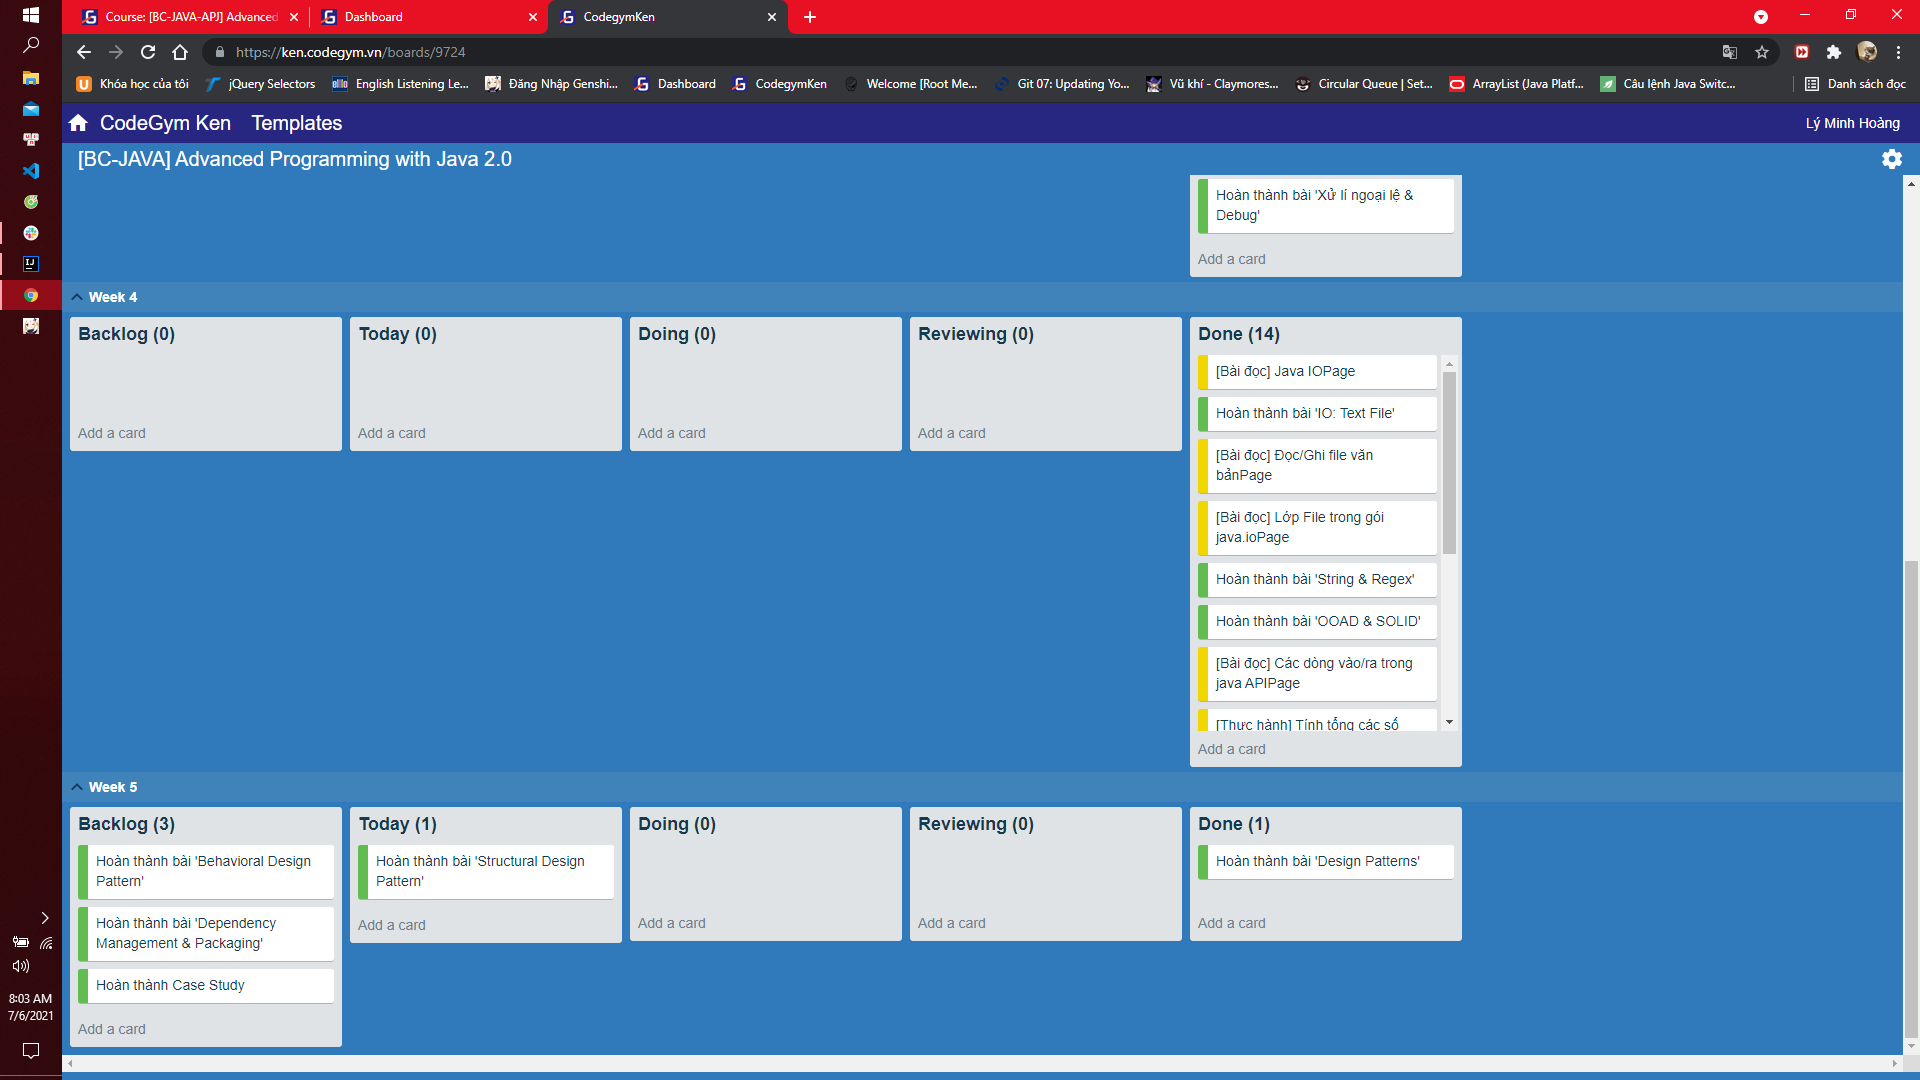 Course: [BC-JAVA-APJ] Advanced
Dashboard
CodegymKen
https://ken.codegym.vn/boards/9724
Khóa học của tôi
jQuery Selectors
English Listening Le...
Đăng Nhập Genshi...
Dashboard
CodegymKen
Welcome [Root Me...
Git 07: Updating Yo...
Vũ khí - Claymores...
Circular Queue | Set...
ArrayList (Java Platf...
Câu lệnh Java Switc...
Danh sách đọc
CodeGym Ken
Templates
Lý Minh Hoàng
[BC-JAVA] Advanced Programming with Java 2.0
Hoàn thành bài 'Xử lí ngoại lệ &
Debug'
Add a card
Week 4
Backlog (0)
Add a card
Today (0)
Add a card
Doing (0)
Add a card
Reviewing (0)
Add a card
Done (14)
[Bài đọc] Java IOPage
Hoàn thành bài 'IO: Text File'
[Bài đọc] Đọc/Ghi file văn
bảnPage
[Bài đọc] Lớp File trong gói
java.ioPage
Hoàn thành bài 'String & Regex'
Hoàn thành bài 'OOAD & SOLID'
[Bài đọc] Các dòng vào/ra trong
java APIPage
[Thực hành] Tính tổng các số
Add a card
Week 5
Backlog (3)
Hoàn thành bài 'Behavioral Design
Pattern'
Hoàn thành bài 'Dependency
Management & Packaging'
Hoàn thành Case Study
Add a card
Today (1)
Hoàn thành bài 'Structural Design
Pattern'
Add a card
Doing (0)
Add a card
Reviewing (0)
Add a card
Done (1)
Hoàn thành bài 'Design Patterns'
Add a card
8:03 AM
7/6/2021